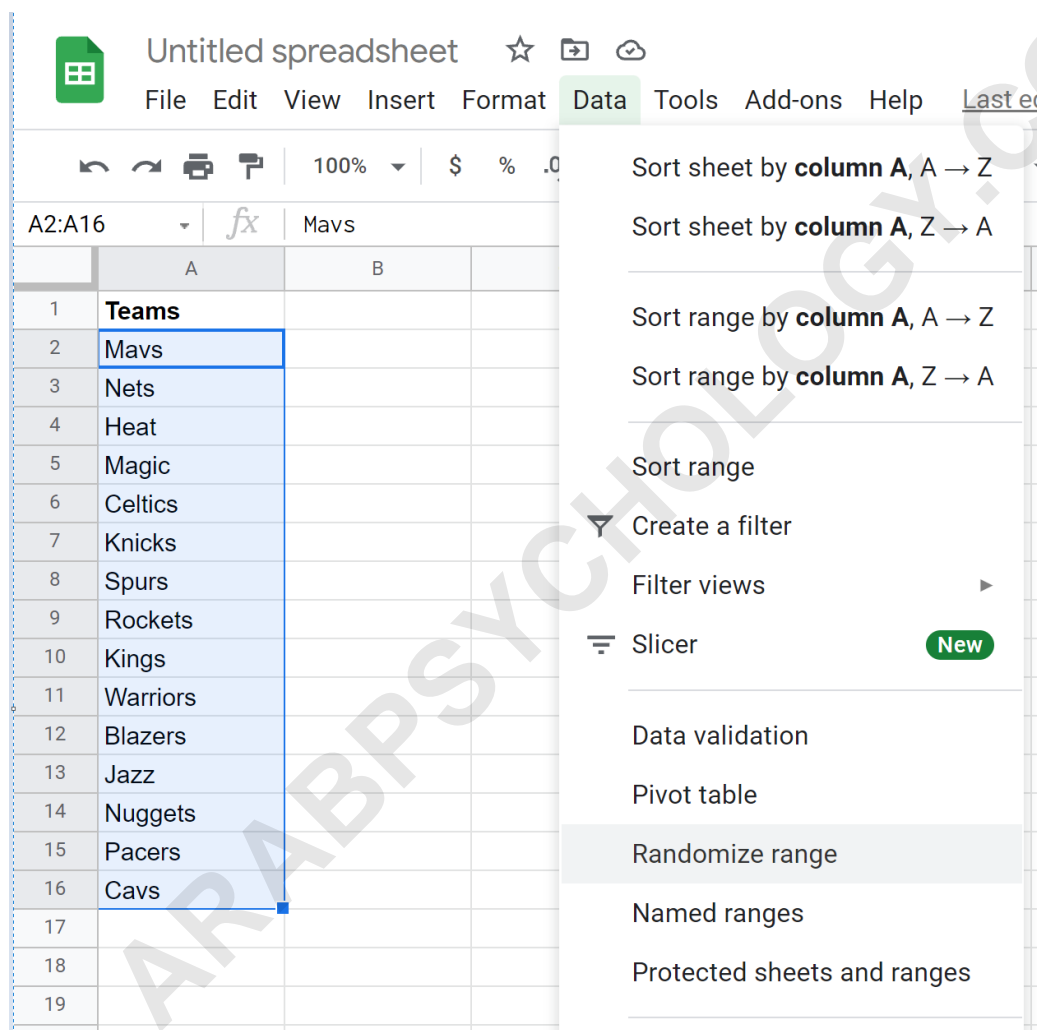 Untitled spreadsheet
File Edit View Insert Format Data Tools Add-ons Help Last e
100% $ % .0
A2:A16 fx Mavs
A B
1 Teams
2 Mavs
3 Nets
4 Heat
5 Magic
6 Celtics
7 Knicks
8 Spurs
9 Rockets
10 Kings
11 Warriors
12 Blazers
13 Jazz
14 Nuggets
15 Pacers
16 Cavs
17
18
19
Sort sheet by column A, A → Z
Sort sheet by column A, Z → A
Sort range by column A, A → Z
Sort range by column A, Z → A
Sort range
Create a filter
Filter views
Slicer New
Data validation
Pivot table
Randomize range
Named ranges
Protected sheets and ranges
ARABPSYCHOLOGY.C